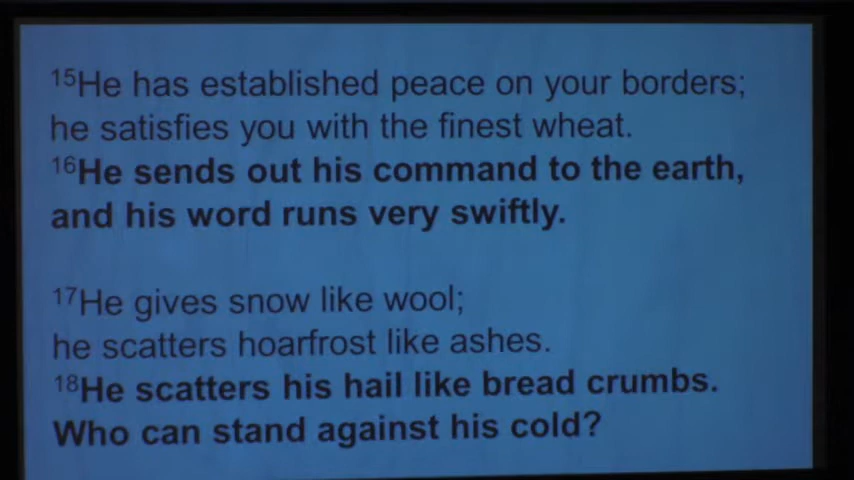 15He has established peace on your borders;
he satisfies you with the finest wheat.
16He sends out his command to the earth,
and his word runs very swiftly.
17He gives snow like wool;
he scatters hoarfrost like ashes.
18He scatters his hail like bread crumbs.
Who can stand against his cold?